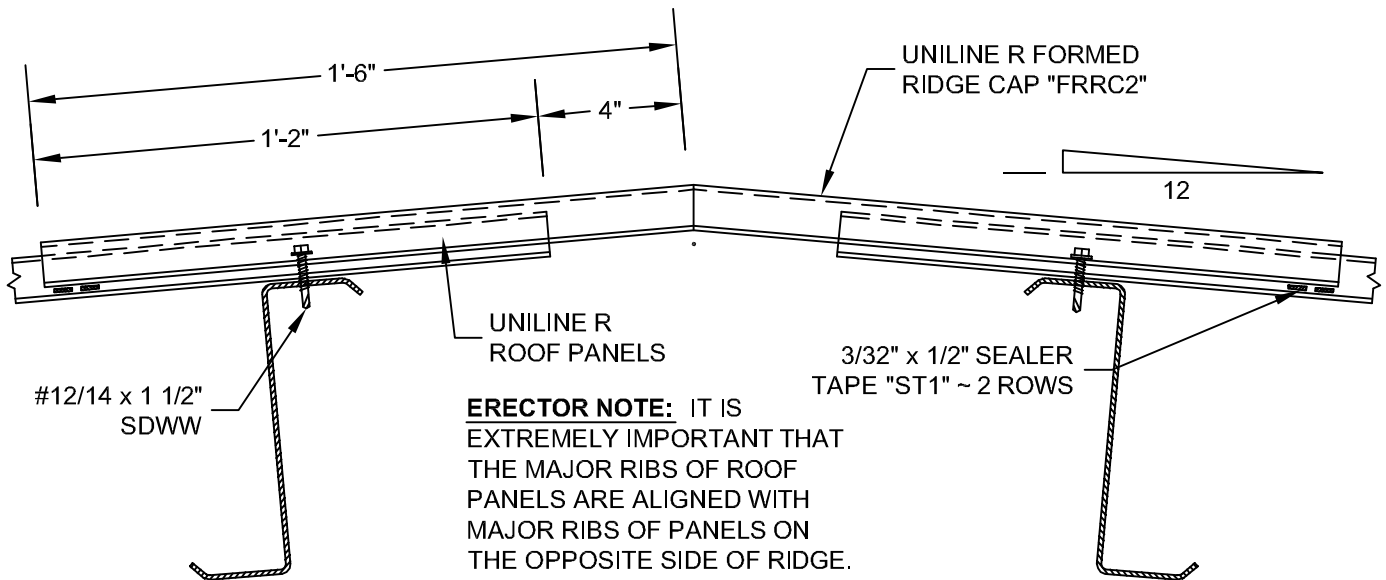 1'-6"
1'-2"
4"
UNILINE R FORMED
RIDGE CAP "FRRC2"
12
UNILINE R
ROOF PANELS
#12/14 x 1 1/2"
SDWW
3/32" x 1/2" SEALER
TAPE "ST1" ~ 2 ROWS
ERECTOR NOTE: IT IS
EXTREMELY IMPORTANT THAT
THE MAJOR RIBS OF ROOF
PANELS ARE ALIGNED WITH
MAJOR RIBS OF PANELS ON
THE OPPOSITE SIDE OF RIDGE.